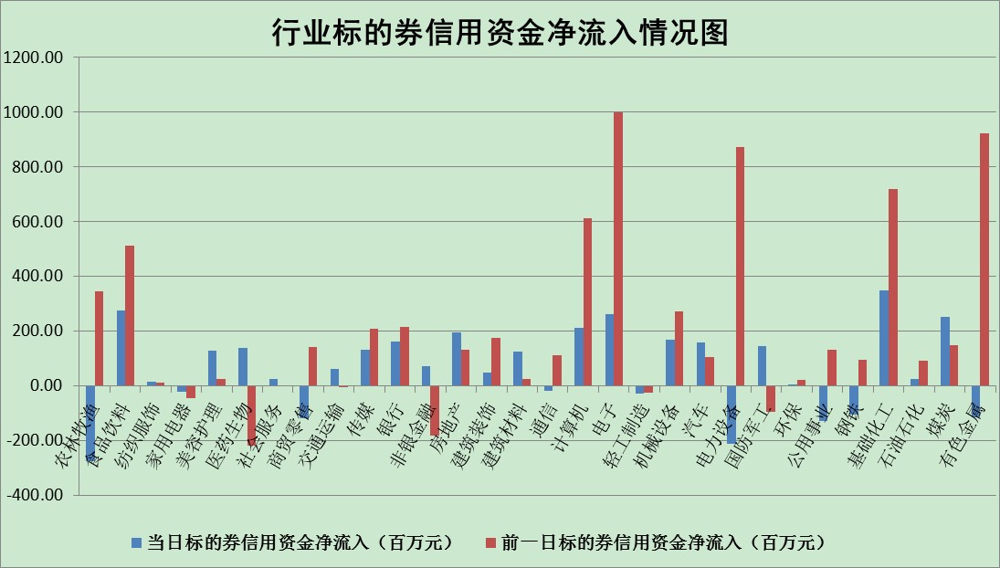 行业标的券信用资金净流入情况图
1200.00
1000.00
800.00
600.00
400.00
200.00
0.00
-200.00
-400.00
农林牧渔
食品饮料
纺织服饰
家用电器
美容护理
医药生物
社会服务
商贸零售
交通运输
传媒
银行
非银金融
房地产
建筑装饰
建筑材料
通信
计算机
电子
轻工制造
机械设备
汽车
电力设备
国防军工
环保
公用事业
钢铁
基础化工
石油石化
煤炭
有色金属
当日标的券信用资金净流入（百万元）
前一日标的券信用资金净流入（百万元）